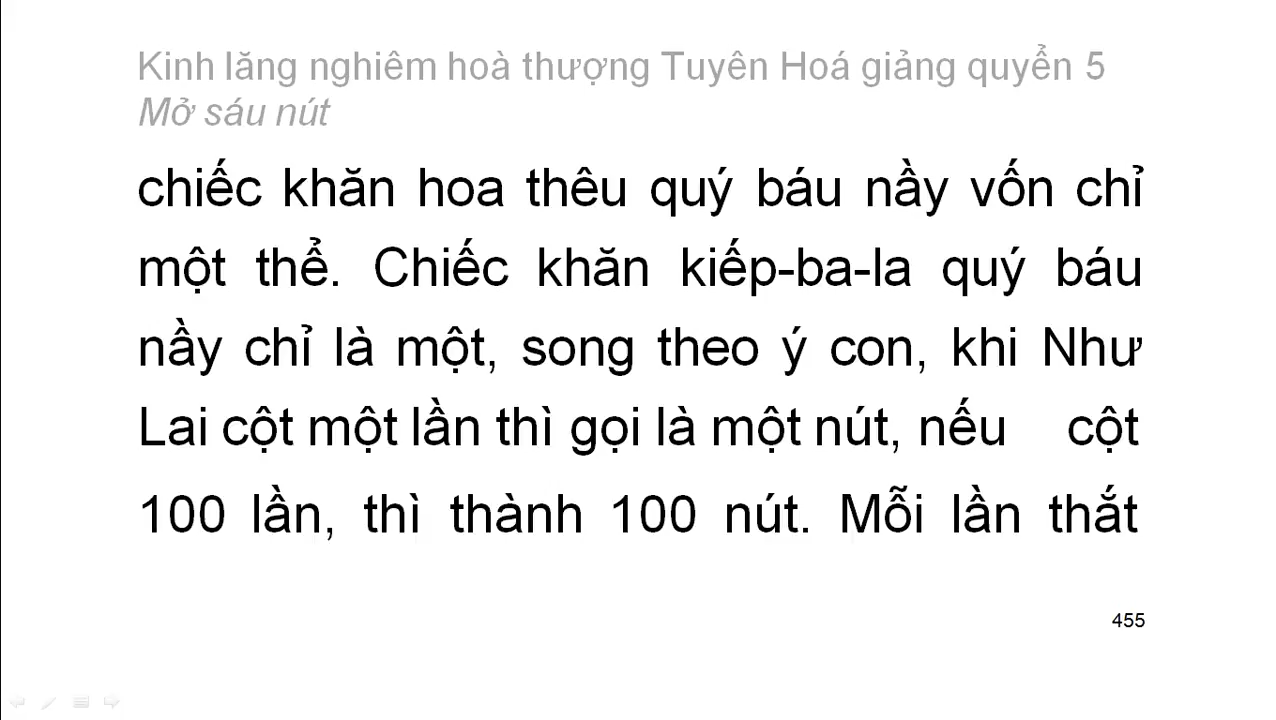 Kinh lăng nghiêm hoà thượng Tuyên Hoá giảng quyển 5
Mở sáu nút
chiếc khăn hoa thêu quý báu nầy vốn chỉ
một thể. Chiếc khăn kiếp-ba-la quý báu
nầy chỉ là một, song theo ý con, khi Như
Lai cột một lần thì gọi là một nút, nếu cột
100 lần, thì thành 100 nút. Mỗi lần thắt
455